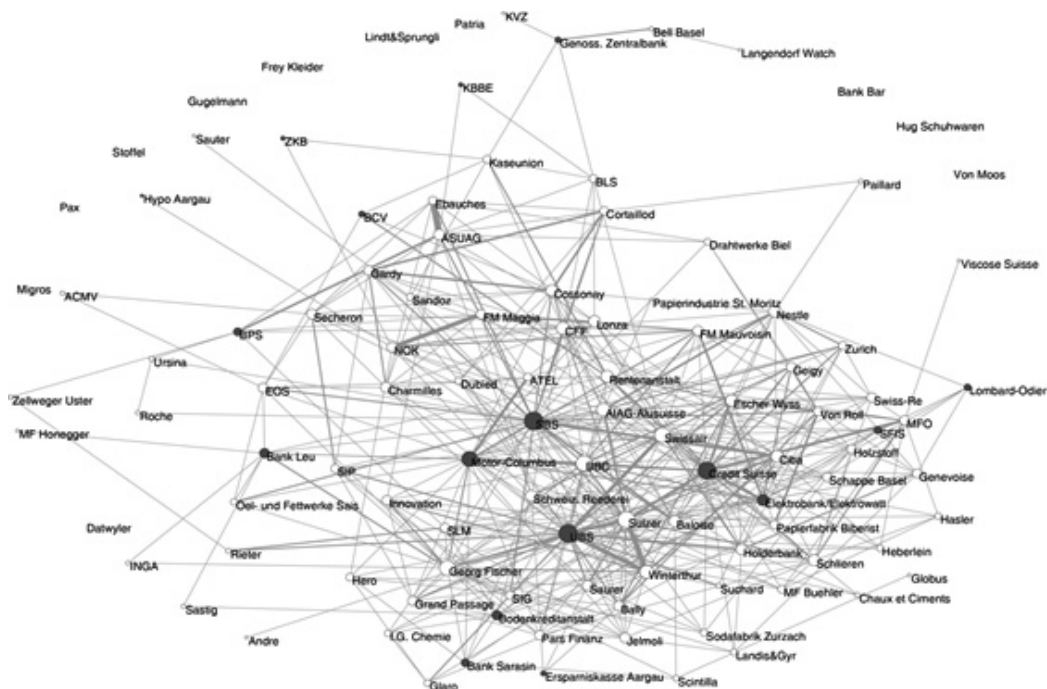 KVZ
Patria
Bell Basel
Lindt&Sprungli
Genoss. Zentralbank
Langendorf Watch
Frey Kleider
KBBE
Bank Bar
Gugelmann
Hug Schuhwaren
Sauter
ZKB
Stoffel
Kaseunion
Von Moos
BLS
Paillard
Hypo Aargau
Ebauches
Pax
BCV
Cortaillod
ASUAG
Drahtwerke Biel
Viscose Suisse
Gardy
Migros
ACMV
Sandoz
Cossonay
Papierindustrie St. Moritz
Secheron
FM Maggia
Lonza
Nestle
CFF
FM Mauvoisin
BPS
NOK
Zurich
Ursina
Geigy
Dubied
ATEL
Rentenanstalt
EOS
Charmilles
Lombard-Odier
Zellweger Uster
Roche
AIAG-Alusuisse
Escher-Wyss
Von Roll
Swiss-Re
SBS
MFO
MF Honegger
Swissair
SFIS
Bank Leu
Motor-Columbus
UBC
Ciba
Holzstoff
SIP
Credit Suisse
Schappe Basel
Genevoise
Oel- und Fettwerke Sais
Innovation
Schweiz. Reederei
Elektrobank/Elektrowatt
Datwyler
SLM
Sulzer
Baloise
Papierfabrik Biberist
Hasler
UBS
Rieter
Holderbank
Heberlein
INGA
Georg Fischer
Schlieren
Hero
Winterthur
Globus
Saurer
Suchard
MF Buehler
Sastig
Grand Passage
SIG
Bally
Chaux et Ciments
Bodenkreditanstalt
Andre
I.G. Chemie
Pars Finanz
Jelmoli
Sodafabrik Zurzach
Landis&Gyr
Bank Sarasin
Ersparniskasse Aargau
Scintilla
Glaro